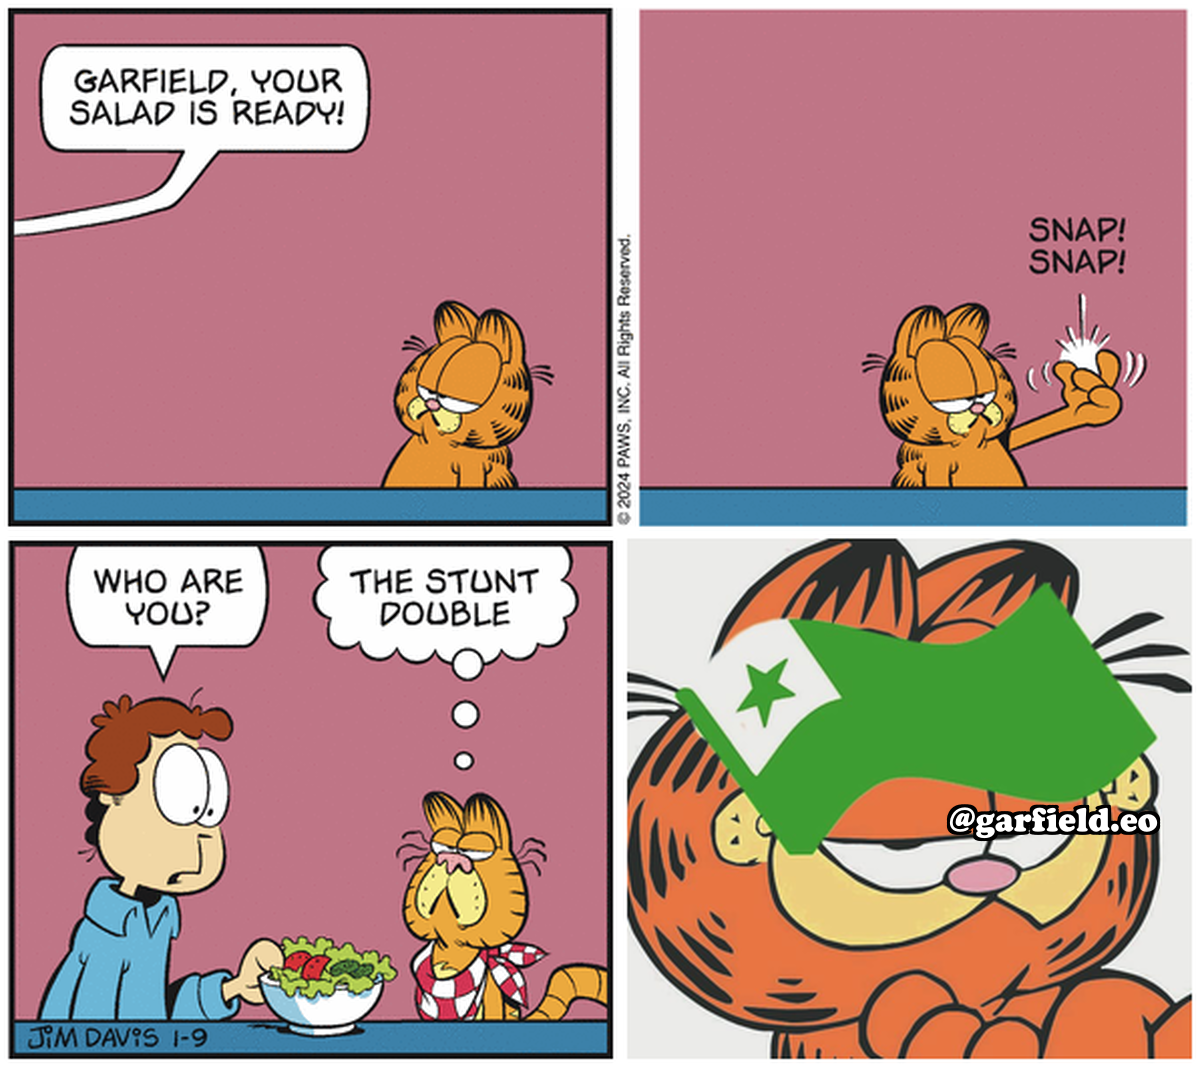 GARFIELD, YOUR
SALAD IS READY!
© 2024 PAWS, INC. All Rights Reserved.
SNAP!
SNAP!
WHO ARE
YOU?
THE STUNT
DOUBLE
JIM DAVIS 1-9
@garfield.eo